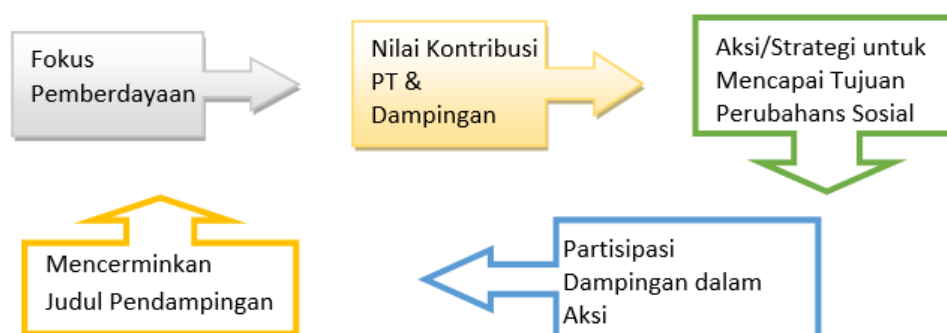 Fokus
Pemberdayaan
Nilai Kontribusi
PT &
Dampingan
Aksi/Strategi untuk
Mencapai Tujuan
Perubahans Sosial
Partisipasi
Dampingan dalam
Aksi
Mencerminkan
Judul Pendampingan